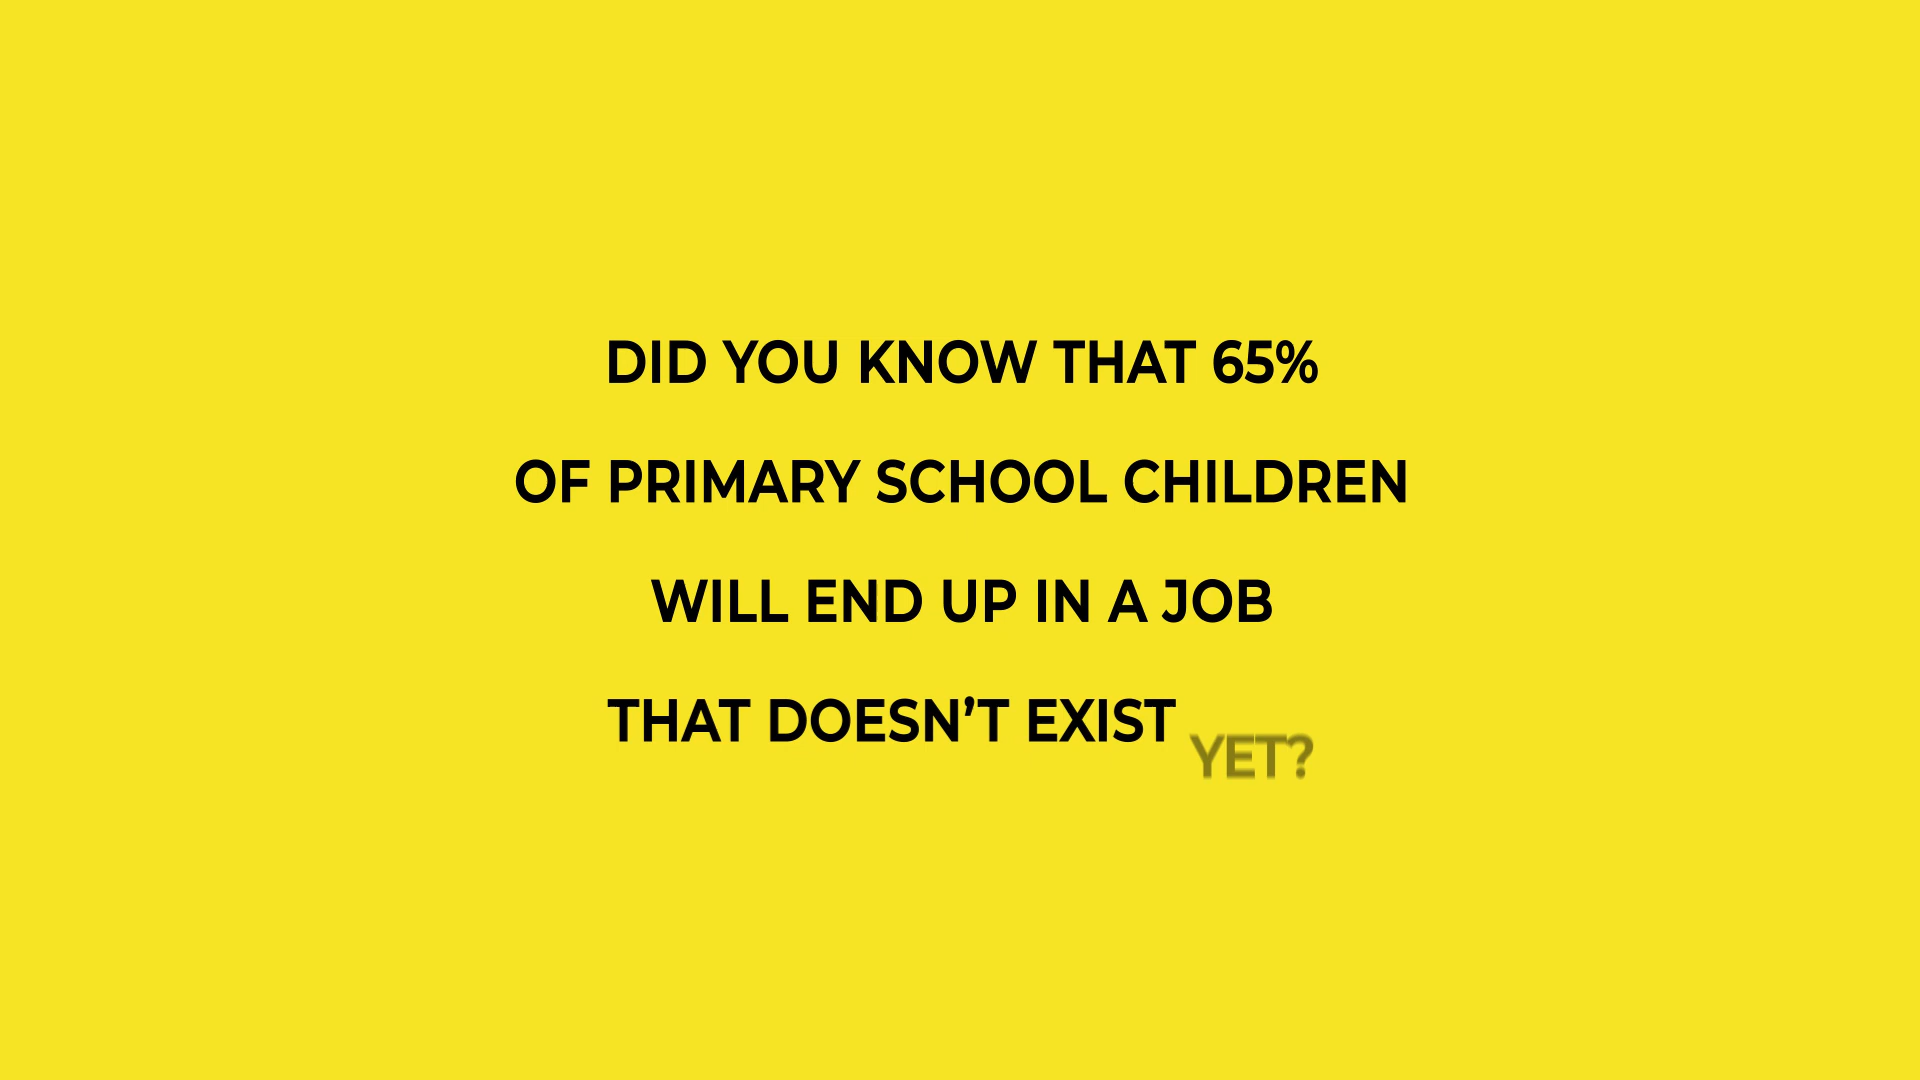 DID YOU KNOW THAT 65%
OF PRIMARY SCHOOL CHILDREN
WILL END UP IN A JOB
THAT DOESN’T EXIST YET?